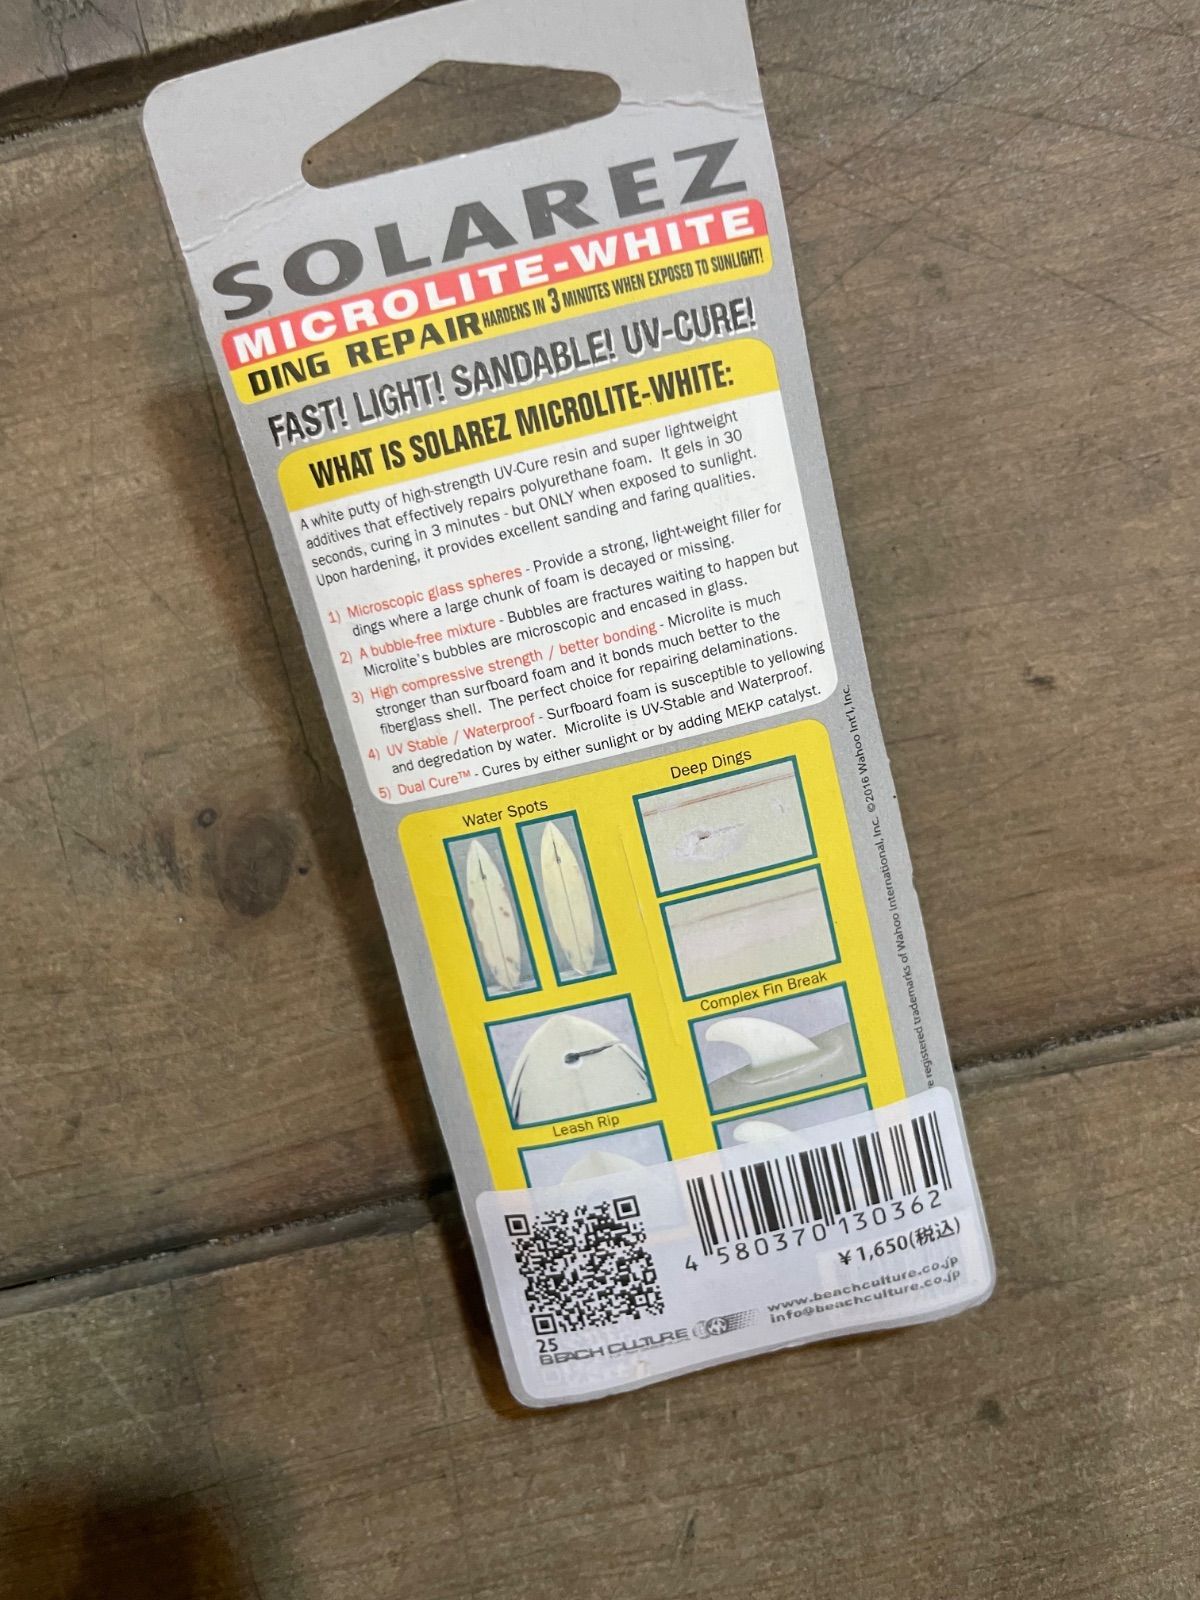 SOLAREZ
MICROLITE-WHITE
DING REPAIR HARDENS IN 3 MINUTES WHEN EXPOSED TO SUNLIGHT!
FAST! LIGHT! SANDABLE! UV-CURE!
WHAT IS SOLAREZ MICROLITE-WHITE:
A white putty of high-strength UV-Cure resin and super lightweight
additives that effectively repairs polyurethane foam. It gels in 30
seconds, curing in 3 minutes - but ONLY when exposed to sunlight.
Upon hardening, it provides excellent sanding and faring qualities.
1) Microscopic glass spheres - Provide a strong, light-weight filler for
dings where a large chunk of foam is decayed or missing.
2) A bubble-free mixture - Bubbles are fractures waiting to happen but
Microlite's bubbles are microscopic and encased in glass.
3) High compressive strength / better bonding - Microlite is much
stronger than surfboard foam and it bonds much better to the
fiberglass shell. The perfect choice for repairing delaminations.
4) UV Stable / Waterproof - Surfboard foam is susceptible to yellowing
and degredation by water. Microlite is UV-Stable and Waterproof.
5) Dual Cure™ - Cures by either sunlight or by adding MEKP catalyst.
Water Spots
Deep Dings
Complex Fin Break
Leash Rip
registered trademarks of Wahoo International, Inc. ©2016 Wahoo Int'l, Inc.
4 580370 130362
¥1,650(税込)
www.beachculture.co.jp
info@beachculture.co.jp
25
BEACH CULTURE